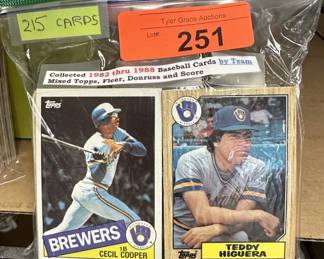 215 CARDS
Tyler Grace Auctions
Lot#
251
Collected 1982 thru 1988 Baseball Cards by Team
Mixed Topps, Fleer, Donruss and Score
Topps
BREWERS
1B
CECIL COOPER
TEDDY
HIGUERA